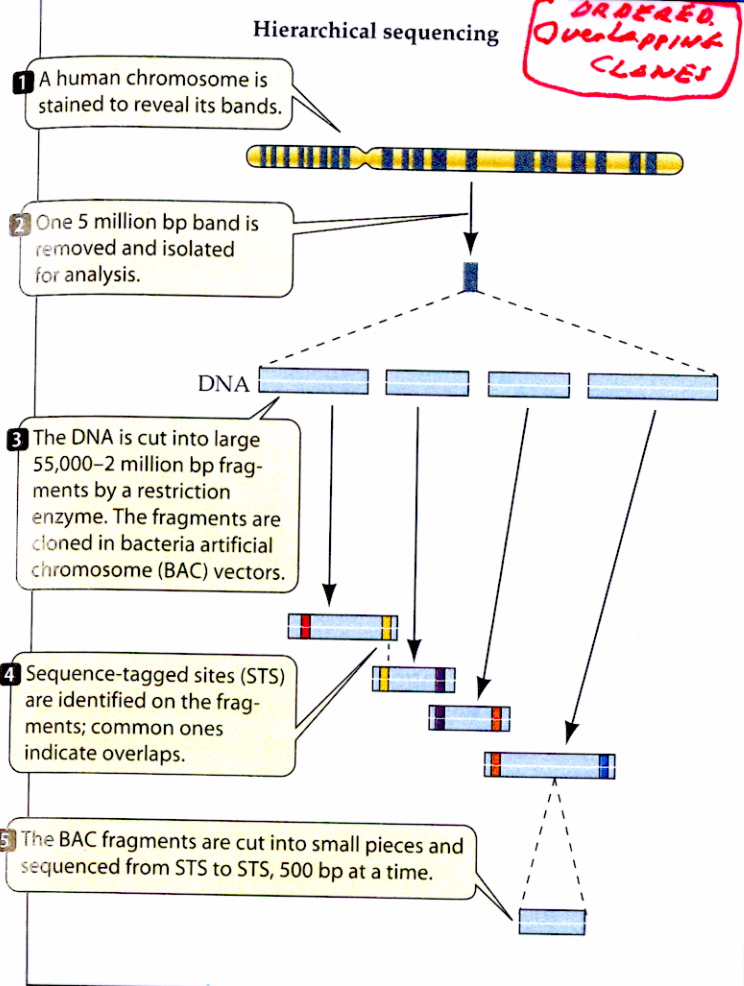 Hierarchical sequencing
ORDERED.
Overlapping
CLONES
1 A human chromosome is
stained to reveal its bands.
2 One 5 million bp band is
removed and isolated
for analysis.
DNA
3 The DNA is cut into large
55,000–2 million bp frag-
ments by a restriction
enzyme. The fragments are
cloned in bacteria artificial
chromosome (BAC) vectors.
4 Sequence-tagged sites (STS)
are identified on the frag-
ments; common ones
indicate overlaps.
5 The BAC fragments are cut into small pieces and
sequenced from STS to STS, 500 bp at a time.